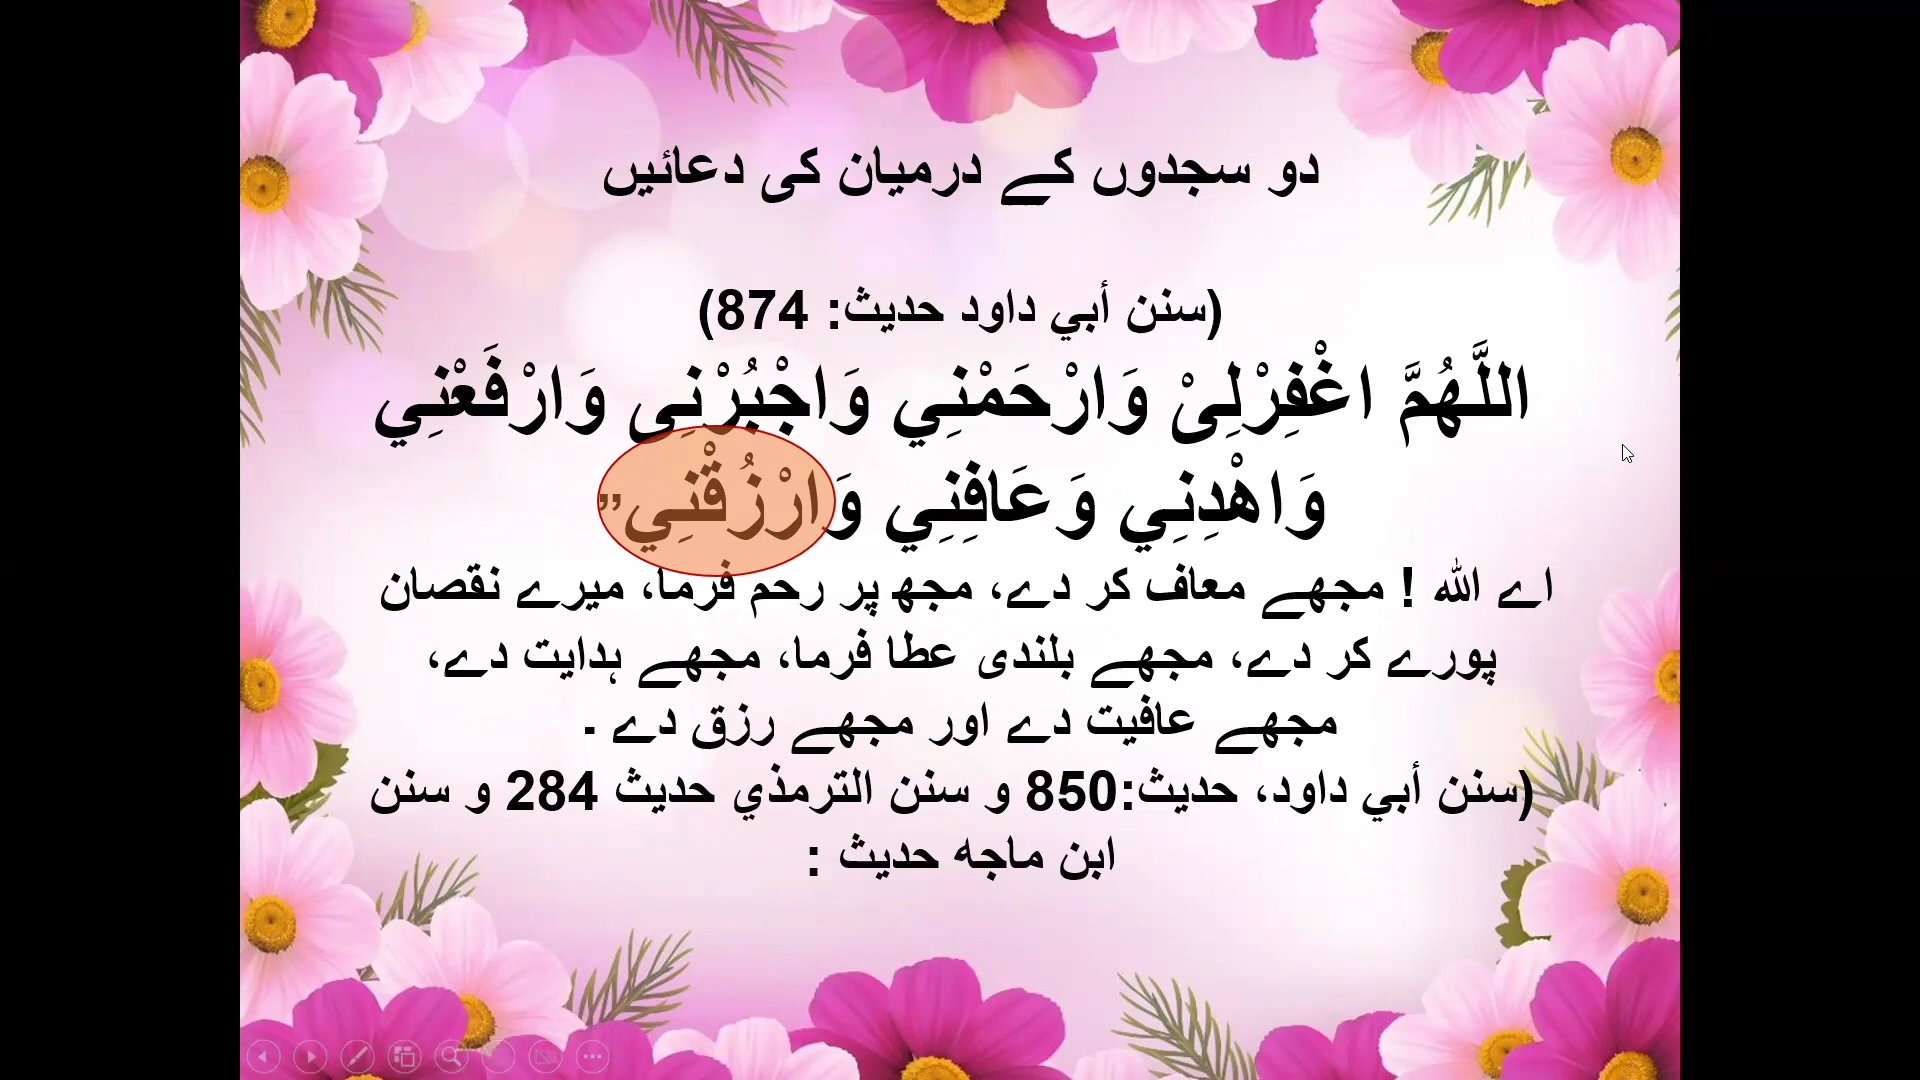 دو سجدوں کے درمیان کی دعائیں
(سنن أبي داود حديث: 874)
اللَّهُمَّ اغْفِرْلِىْ وَارْحَمْنِي وَاجْبُرْنِى وَارْفَعْنِي
وَاهْدِنِي وَعَافِنِي وَارْزُقْنِي”
اے اللہ ! مجھے معاف کر دے، مجھ پر رحم فرما، میرے نقصان
پورے کر دے، مجھے بلندی عطا فرما، مجھے ہدایت دے،
مجھے عافیت دے اور مجھے رزق دے ۔
(سنن أبي داود، حديث:850 و سنن الترمذي حديث 284 و سنن
ابن ماجه حديث :